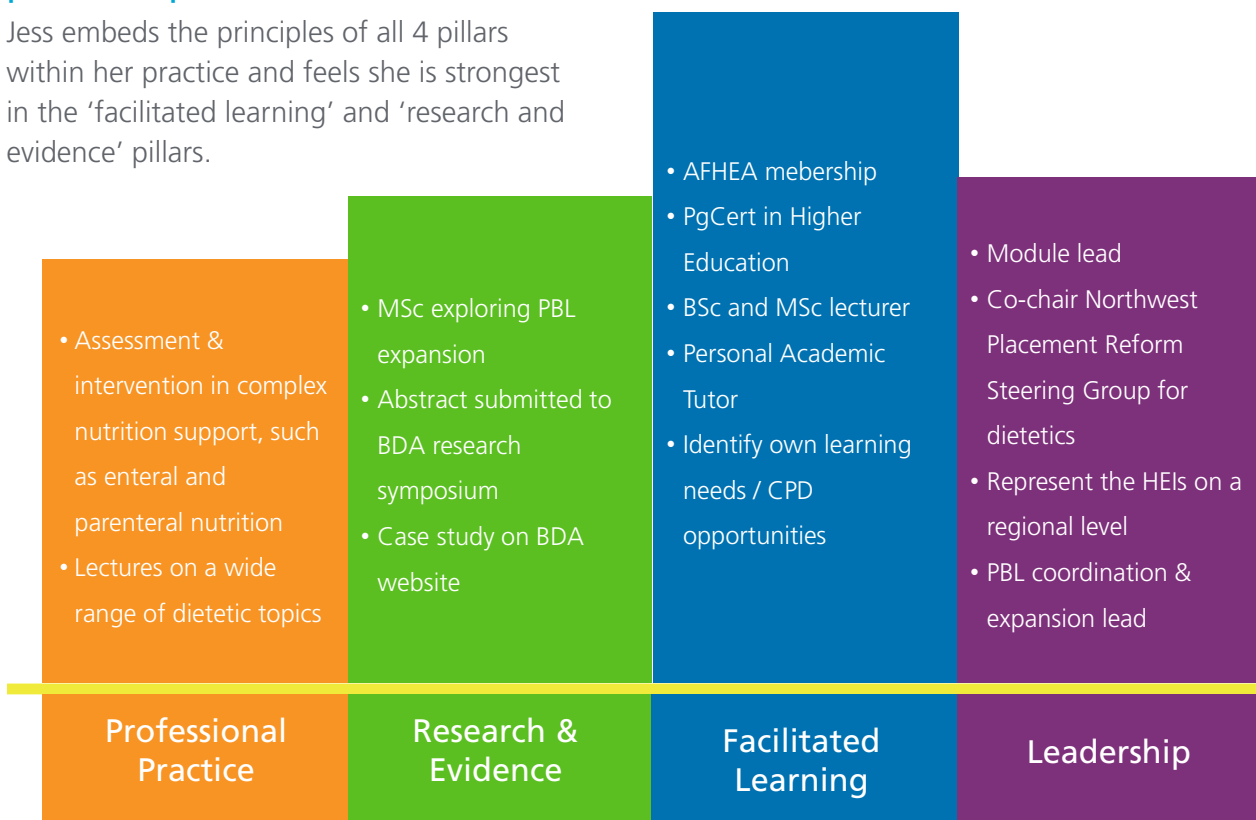 Jess embeds the principles of all 4 pillars
within her practice and feels she is strongest
in the ‘facilitated learning’ and ‘research and
evidence’ pillars.
• Assessment &
intervention in complex
nutrition support, such
as enteral and
parenteral nutrition
• Lectures on a wide
range of dietetic topics
• MSc exploring PBL
expansion
• Abstract submitted to
BDA research
symposium
• Case study on BDA
website
• AFHEA mebership
• PgCert in Higher
Education
• BSc and MSc lecturer
• Personal Academic
Tutor
• Identify own learning
needs / CPD
opportunities
• Module lead
• Co-chair Northwest
Placement Reform
Steering Group for
dietetics
• Represent the HEIs on a
regional level
• PBL coordination &
expansion lead
Professional
Practice
Research &
Evidence
Facilitated
Learning
Leadership